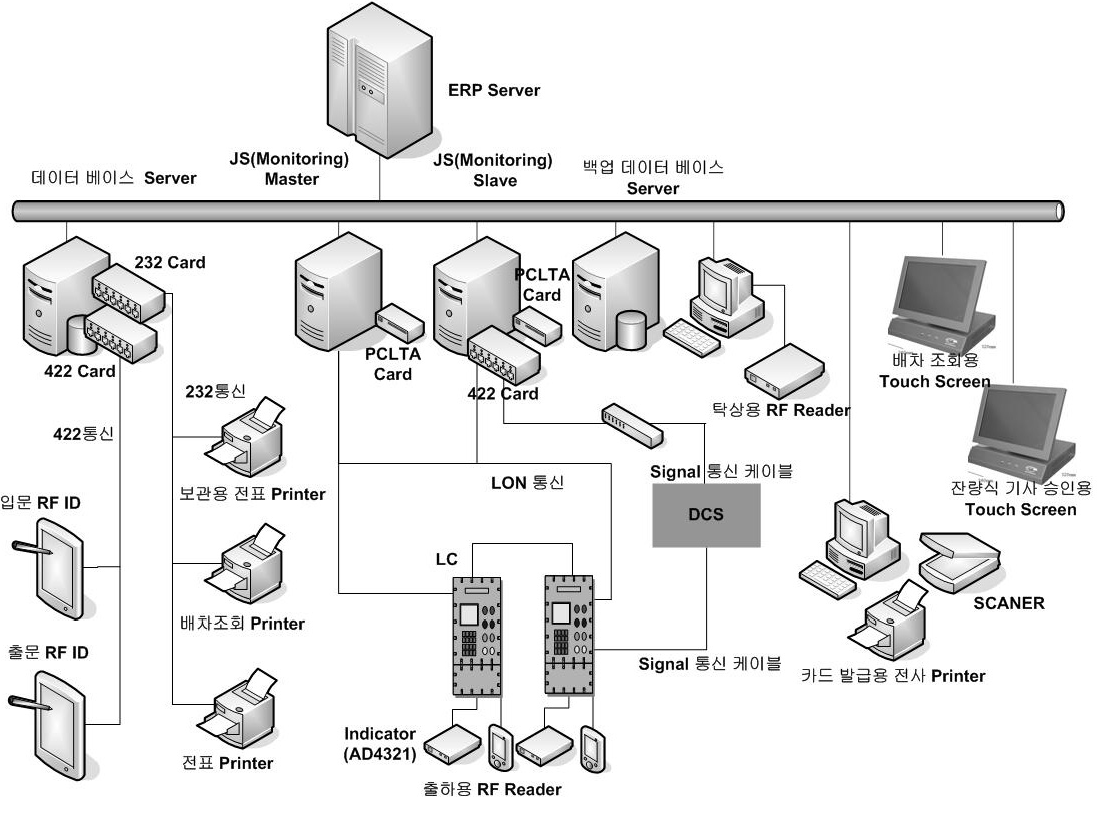 ERP Server
JS(Monitoring)
Master
JS(Monitoring)
Slave
데이터 베이스 Server
백업 데이터 베이스
Server
232 Card
422 Card
PCLTA
Card
PCLTA
Card
422 Card
탁상용 RF Reader
배차 조회용
Touch Screen
잔량직 기사 승인용
Touch Screen
232통신
422통신
보관용 전표 Printer
입문 RF ID
LON 통신
Signal 통신 케이블
DCS
LC
배차조회 Printer
출문 RF ID
SCANER
Signal 통신 케이블
카드 발급용 전사 Printer
전표 Printer
Indicator
(AD4321)
출하용 RF Reader